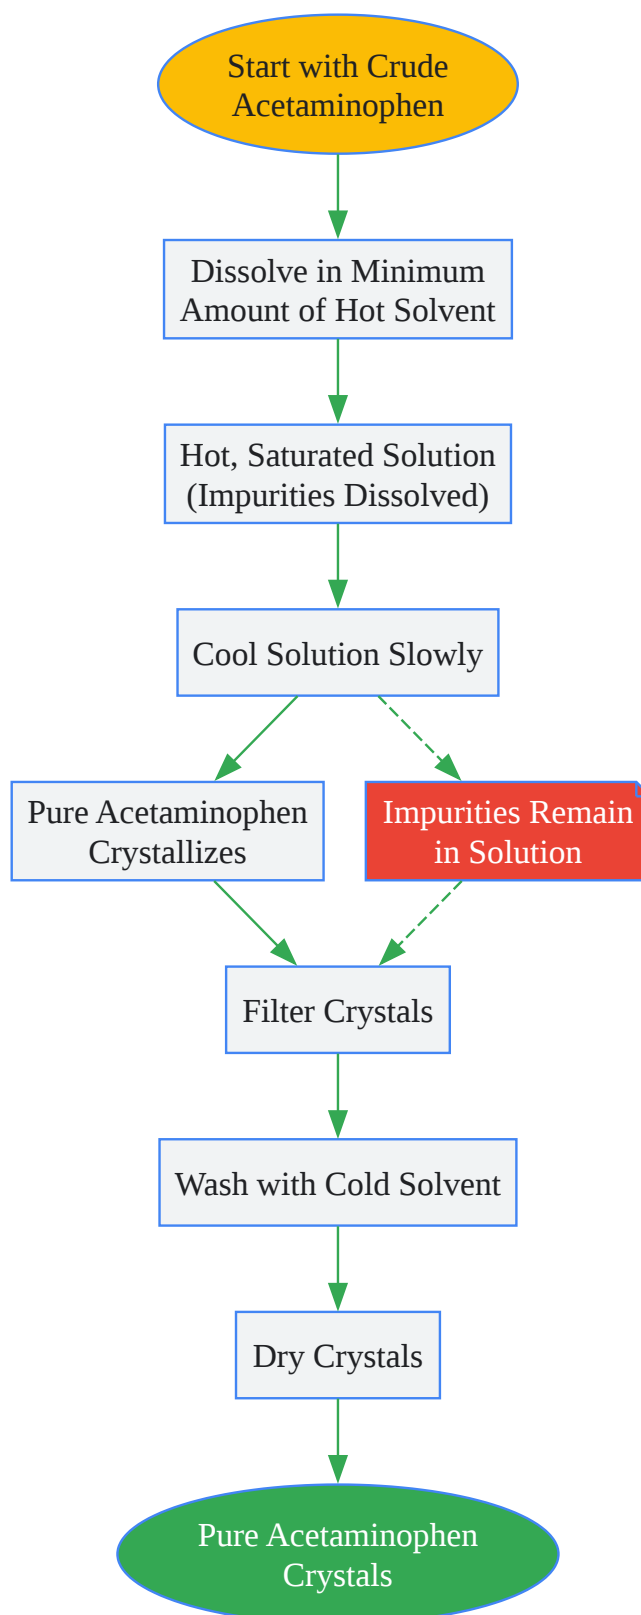 Start with Crude
Acetaminophen
Dissolve in Minimum
Amount of Hot Solvent
Hot, Saturated Solution
(Impurities Dissolved)
Cool Solution Slowly
Pure Acetaminophen
Crystallizes
Impurities Remain
in Solution
Filter Crystals
Wash with Cold Solvent
Dry Crystals
Pure Acetaminophen
Crystals